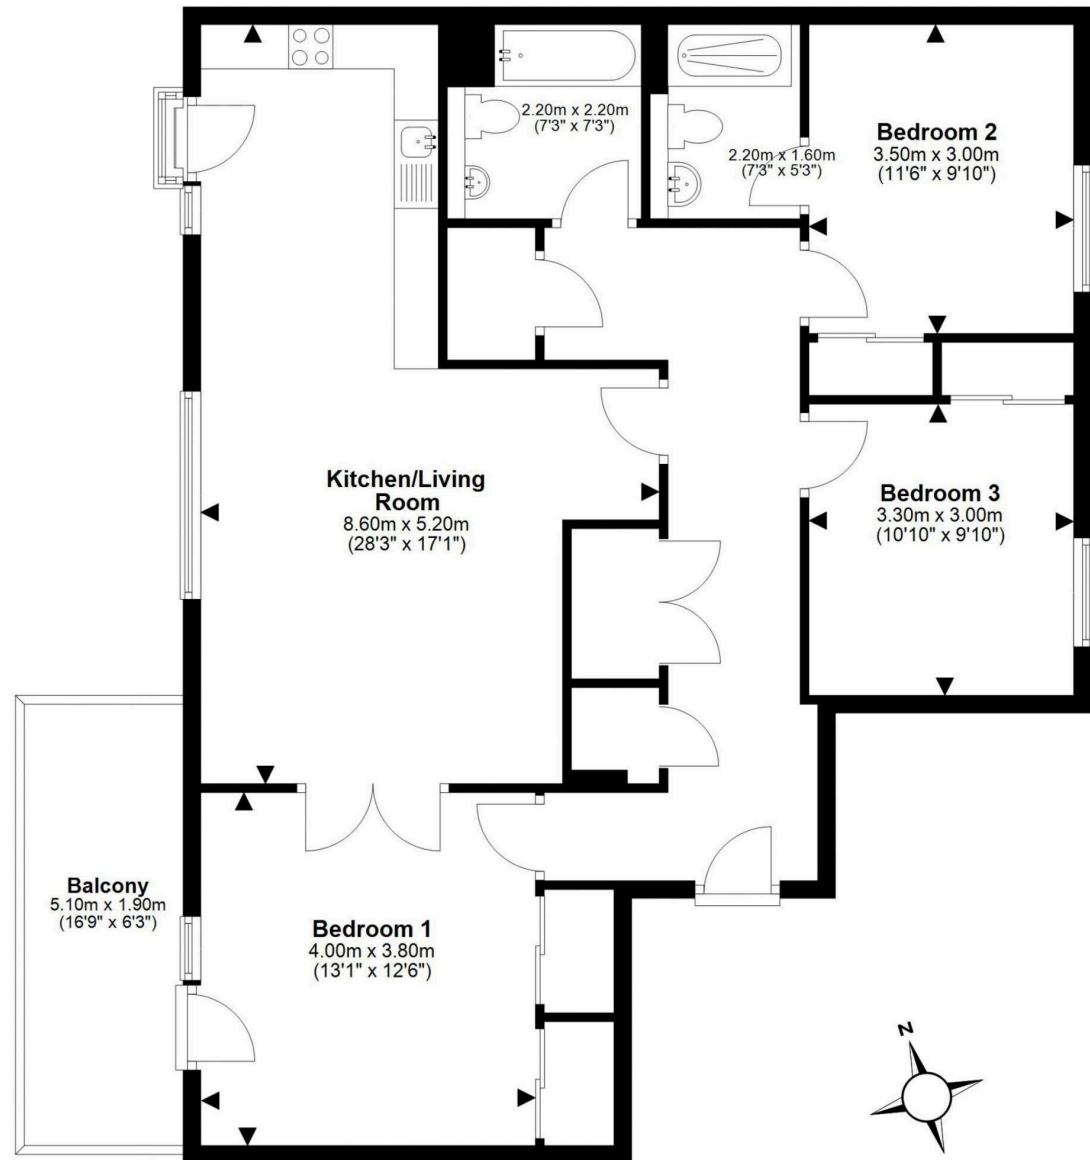 2.20m x 2.20m
(7'3" x 7'3")
2.20m x 1.60m
(7'3" x 5'3")
Bedroom 2
3.50m x 3.00m
(11'6" x 9'10")
Kitchen/Living
Room
8.60m x 5.20m
(28'3" x 17'1")
Bedroom 3
3.30m x 3.00m
(10'10" x 9'10")
Balcony
5.10m x 1.90m
(16'9" x 6'3")
Bedroom 1
4.00m x 3.80m
(13'1" x 12'6")
N